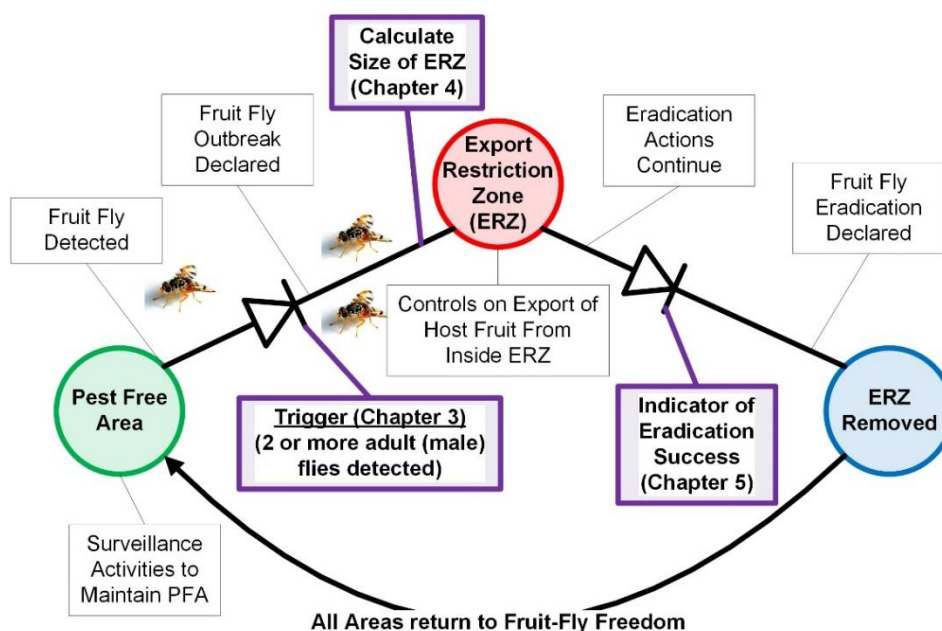 Calculate
Size of ERZ
(Chapter 4)
Fruit Fly
Outbreak
Declared
Export
Restriction
Zone
(ERZ)
Eradication
Actions
Continue
Fruit Fly
Detected
Fruit Fly
Eradication
Declared
Controls on Export of
Host Fruit From
Inside ERZ
Pest Free
Area
Trigger (Chapter 3)
(2 or more adult (male)
flies detected)
Indicator of
Eradication
Success
(Chapter 5)
ERZ
Removed
Surveillance
Activities to
Maintain PFA
All Areas return to Fruit-Fly Freedom